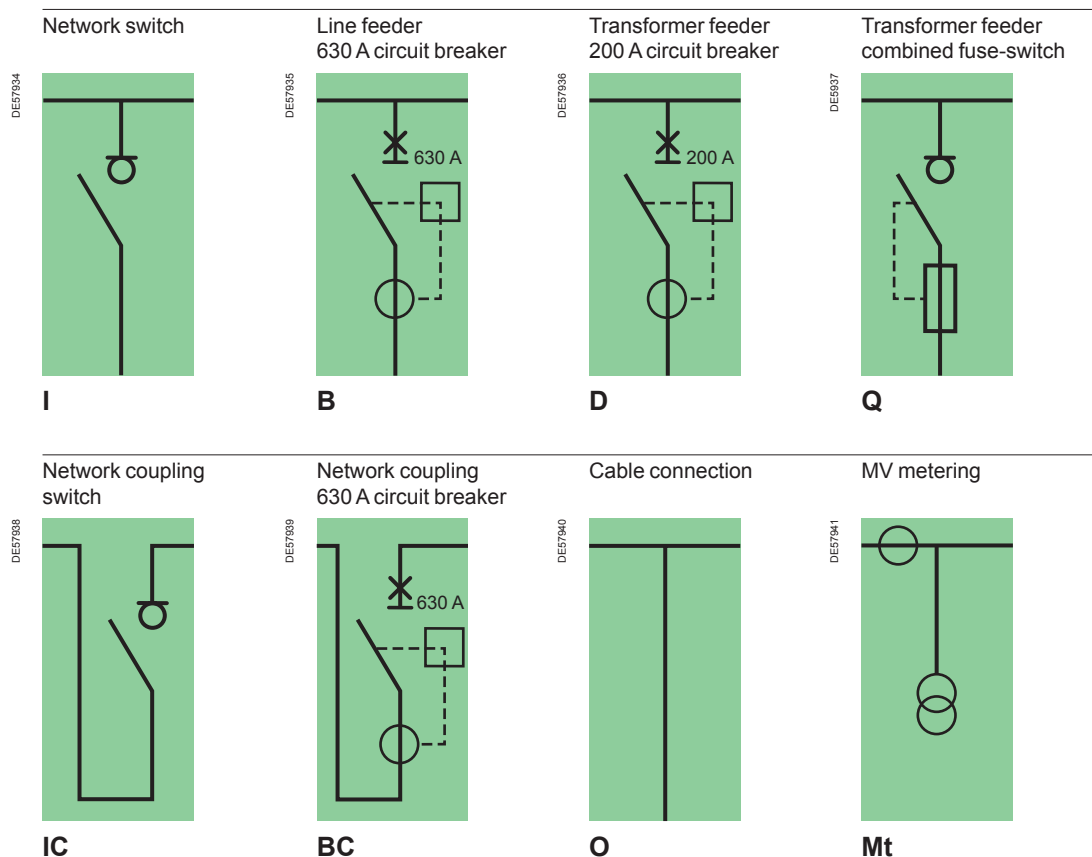 Network switch
Line feeder
630 A circuit breaker
Transformer feeder
200 A circuit breaker
Transformer feeder
combined fuse-switch
DE57934
DE57935
630 A
DE57936
200 A
DE5937
I
B
D
Q
Network coupling
switch
Network coupling
630 A circuit breaker
Cable connection
MV metering
DE57938
DE57939
630 A
DE57940
DE57941
IC
BC
O
Mt